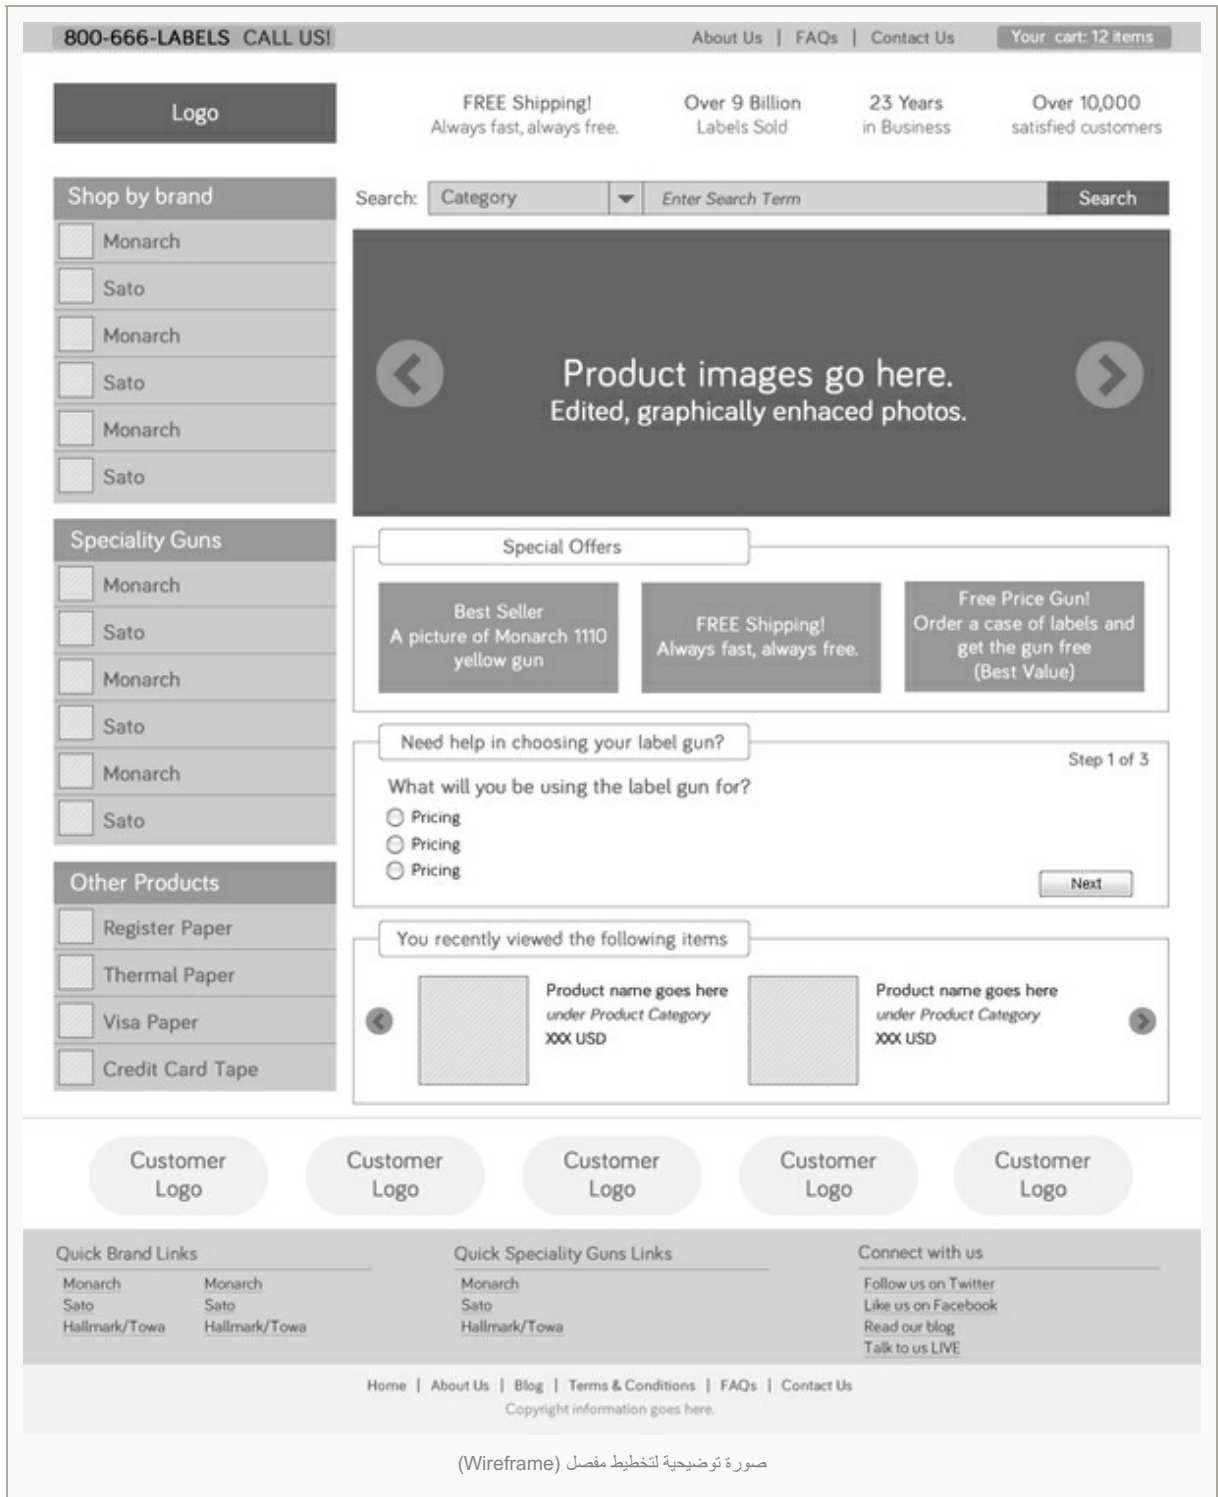 800-666-LABELS CALL US!
About Us | FAQs | Contact Us
Your cart: 12 items
Logo
FREE Shipping!
Always fast, always free.
Over 9 Billion
Labels Sold
23 Years
in Business
Over 10,000
satisfied customers
Shop by brand
Monarch
Sato
Monarch
Sato
Monarch
Sato
Speciality Guns
Monarch
Sato
Monarch
Sato
Monarch
Sato
Other Products
Register Paper
Thermal Paper
Visa Paper
Credit Card Tape
Search:
Category
Enter Search Term
Search
Product images go here.
Edited, graphically enhaced photos.
Special Offers
Best Seller
A picture of Monarch 1110
yellow gun
FREE Shipping!
Always fast, always free.
Free Price Gun!
Order a case of labels and
get the gun free
(Best Value)
Need help in choosing your label gun?
Step 1 of 3
What will you be using the label gun for?
Pricing
Pricing
Pricing
Next
You recently viewed the following items
Product name goes here
under Product Category
XXX USD
Product name goes here
under Product Category
XXX USD
Customer
Logo
Customer
Logo
Customer
Logo
Customer
Logo
Customer
Logo
Quick Brand Links
Monarch
Sato
Hallmark/Towa
Monarch
Sato
Hallmark/Towa
Quick Speciality Guns Links
Monarch
Sato
Hallmark/Towa
Connect with us
Follow us on Twitter
Like us on Facebook
Read our blog
Talk to us LIVE
Home | About Us | Blog | Terms & Conditions | FAQs | Contact Us
Copyright information goes here.
صورة توضيحية لتخطيط مفصل (Wireframe)